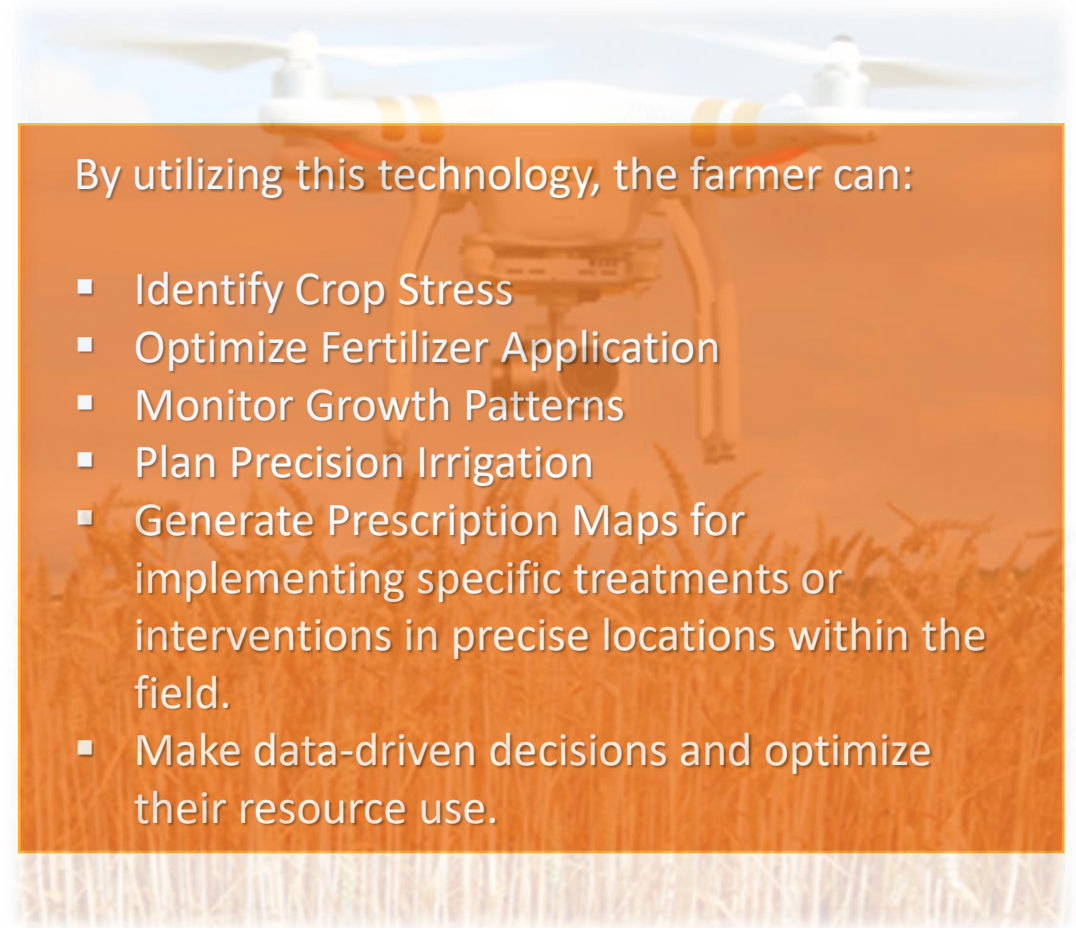 By utilizing this technology, the farmer can:
▪ Identify Crop Stress
▪ Optimize Fertilizer Application
▪ Monitor Growth Patterns
▪ Plan Precision Irrigation
▪ Generate Prescription Maps for
implementing specific treatments or
interventions in precise locations within the
field.
▪ Make data-driven decisions and optimize
their resource use.